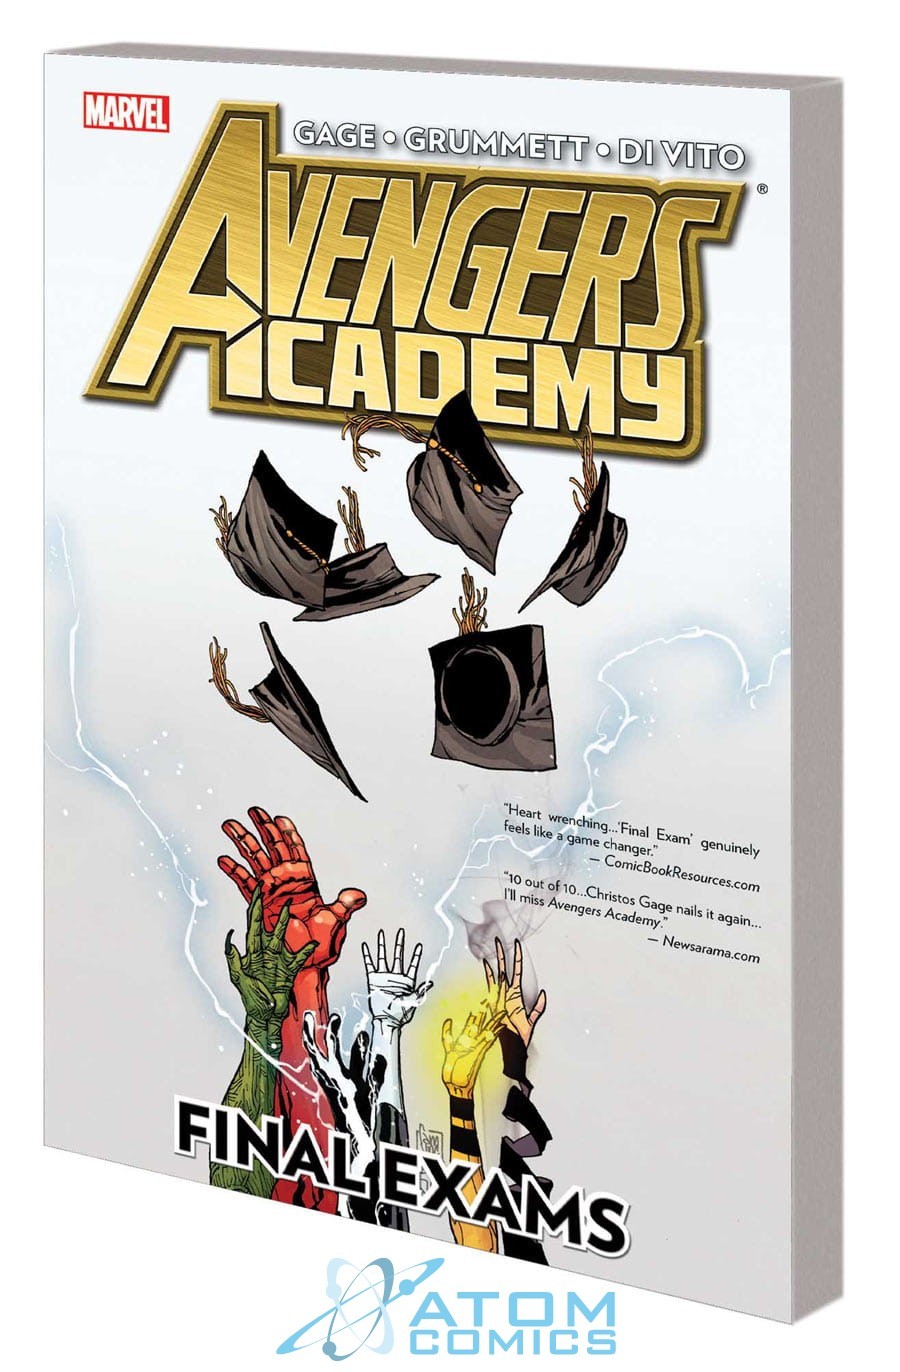 MARVEL
GAGE • GRUMMETT • DI VITO
AVENGERS ®
ACADEMY
“Heart wrenching...‘Final Exam’ genuinely
feels like a game changer.”
— ComicBookResources.com
“10 out of 10...Christos Gage nails it again...
I'll miss Avengers Academy.”
— Newsarama.com
FINAL EXAMS
ATOM
COMICS